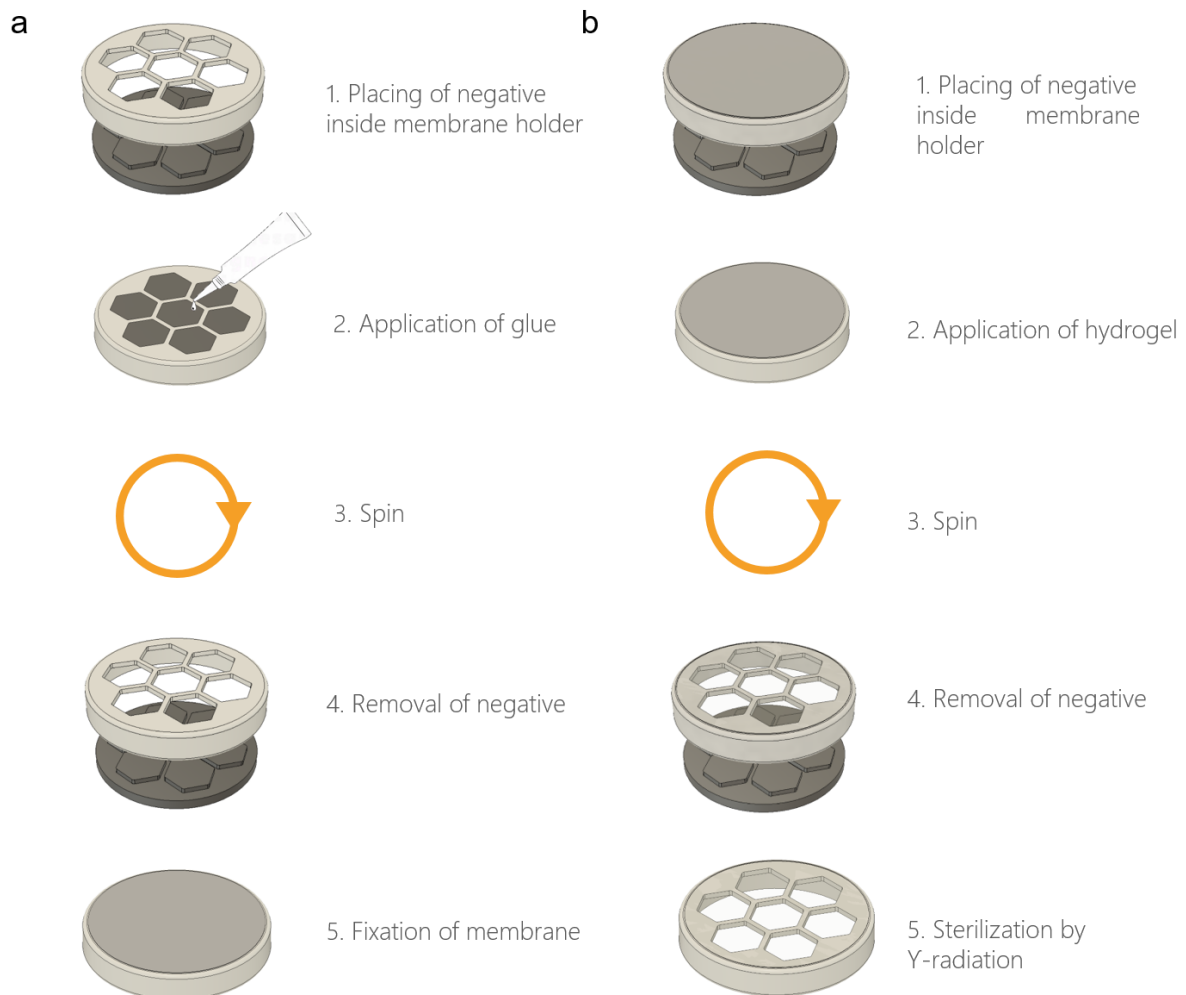 a
1. Placing of negative
inside membrane holder
2. Application of glue
3. Spin
4. Removal of negative
5. Fixation of membrane
b
1. Placing of negative
inside membrane
holder
2. Application of hydrogel
3. Spin
4. Removal of negative
5. Sterilization by
Y-radiation